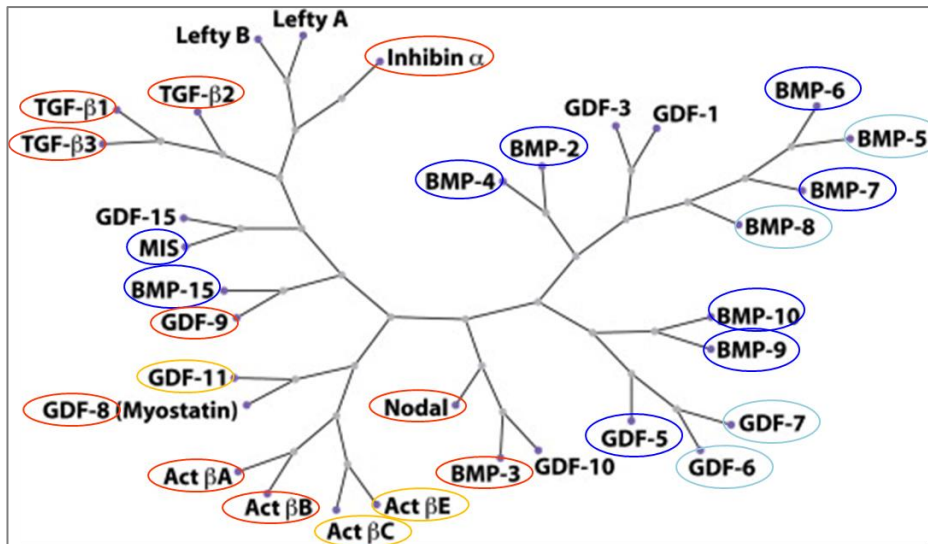 Lefty A
Lefty B
Inhibin α
TGF-β1
TGF-β2
TGF-β3
GDF-15
MIS
BMP-15
GDF-9
GDF-11
GDF-8 (Myostatin)
Act βA
Act βB
Act βC
Act βE
Nodal
BMP-3
GDF-10
BMP-4
BMP-2
GDF-3
GDF-1
BMP-6
BMP-5
BMP-7
BMP-8
BMP-10
BMP-9
GDF-5
GDF-7
GDF-6